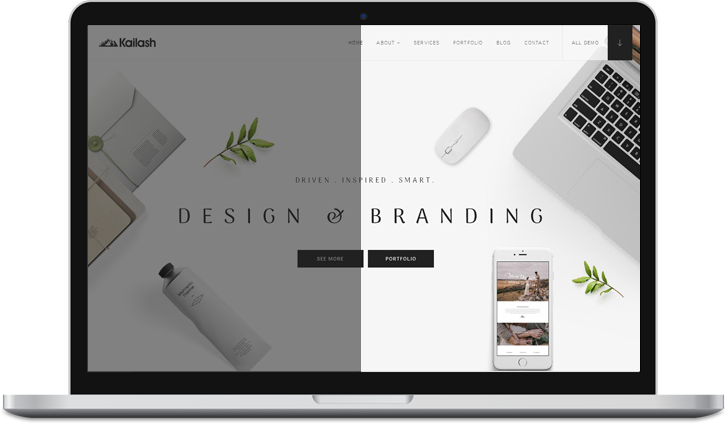 Kailash
HOME ABOUT SERVICES PORTFOLIO BLOG CONTACT ALL DEMO
DRIVEN . INSPIRED . SMART.
DESIGN & BRANDING
SEE MORE PORTFOLIO